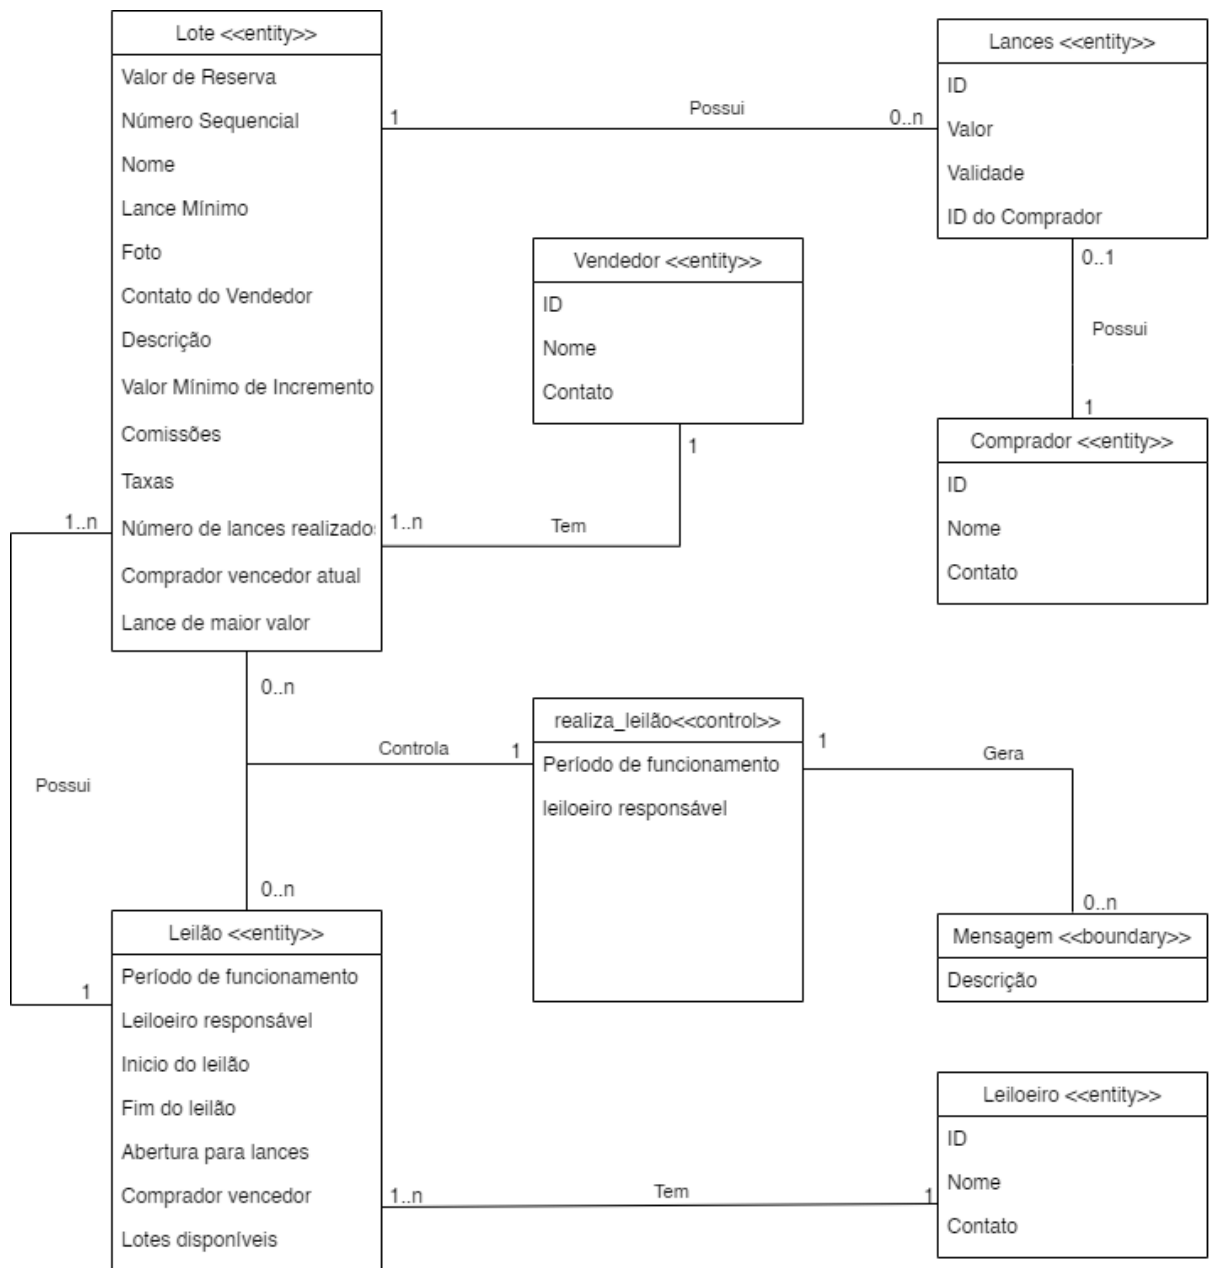 Lote <<entity>>
Valor de Reserva
Número Sequencial
Nome
Lance Mínimo
Foto
Contato do Vendedor
Descrição
Valor Mínimo de Incremento
Comissões
Taxas
Número de lances realizados
Comprador vencedor atual
Lance de maior valor
1
Possui
0..n
Lances <<entity>>
ID
Valor
Validade
ID do Comprador
0..1
Possui
1
Vendedor <<entity>>
ID
Nome
Contato
1
1..n
Tem
Comprador <<entity>>
ID
Nome
Contato
1..n
Possui
1
0..n
Controla
1
0..n
realiza_leilão<<control>>
Período de funcionamento
leiloeiro responsável
1
Gera
0..n
Mensagem <<boundary>>
Descrição
Leilão <<entity>>
Período de funcionamento
Leiloeiro responsável
Inicio do leilão
Fim do leilão
Abertura para lances
Comprador vencedor
Lotes disponíveis
1..n
Tem
1
Leiloeiro <<entity>>
ID
Nome
Contato